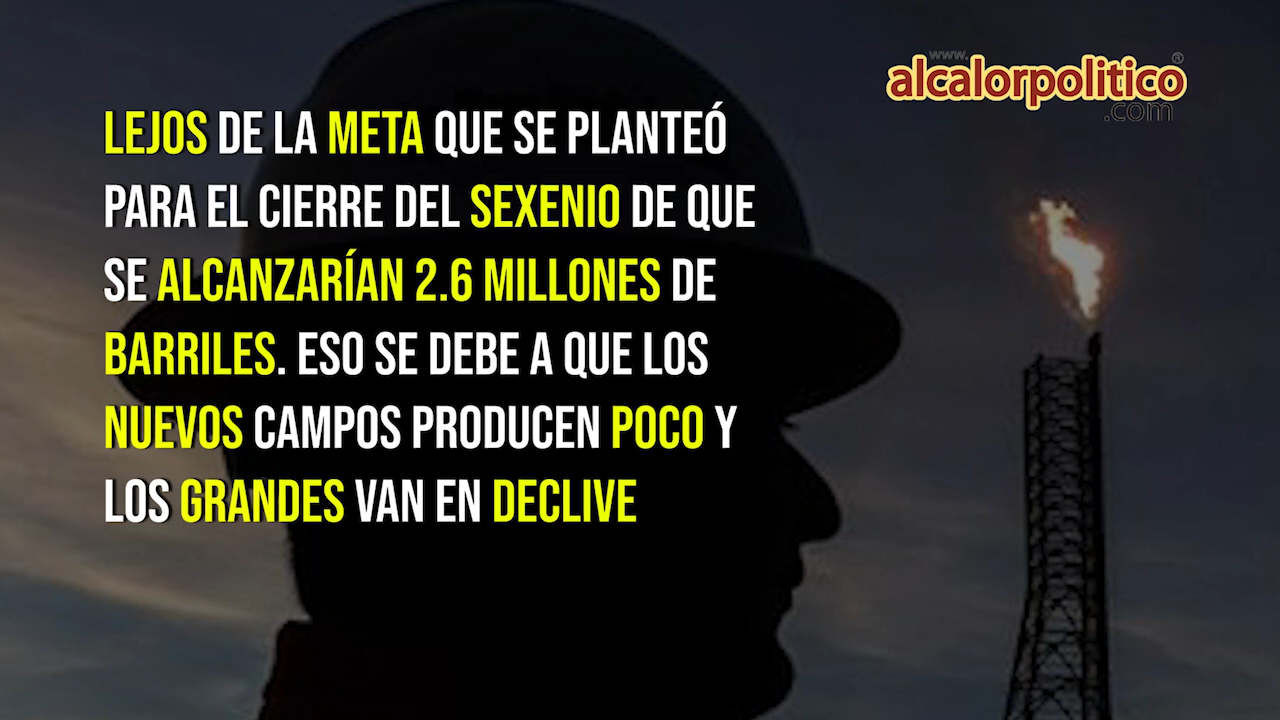 www.
alcalorpolitico®
.com
LEJOS DE LA META QUE SE PLANTEÓ
PARA EL CIERRE DEL SEXENIO DE QUE
SE ALCANZARÍAN 2.6 MILLONES DE
BARRILES. ESO SE DEBE A QUE LOS
NUEVOS CAMPOS PRODUCEN POCO Y
LOS GRANDES VAN EN DECLIVE